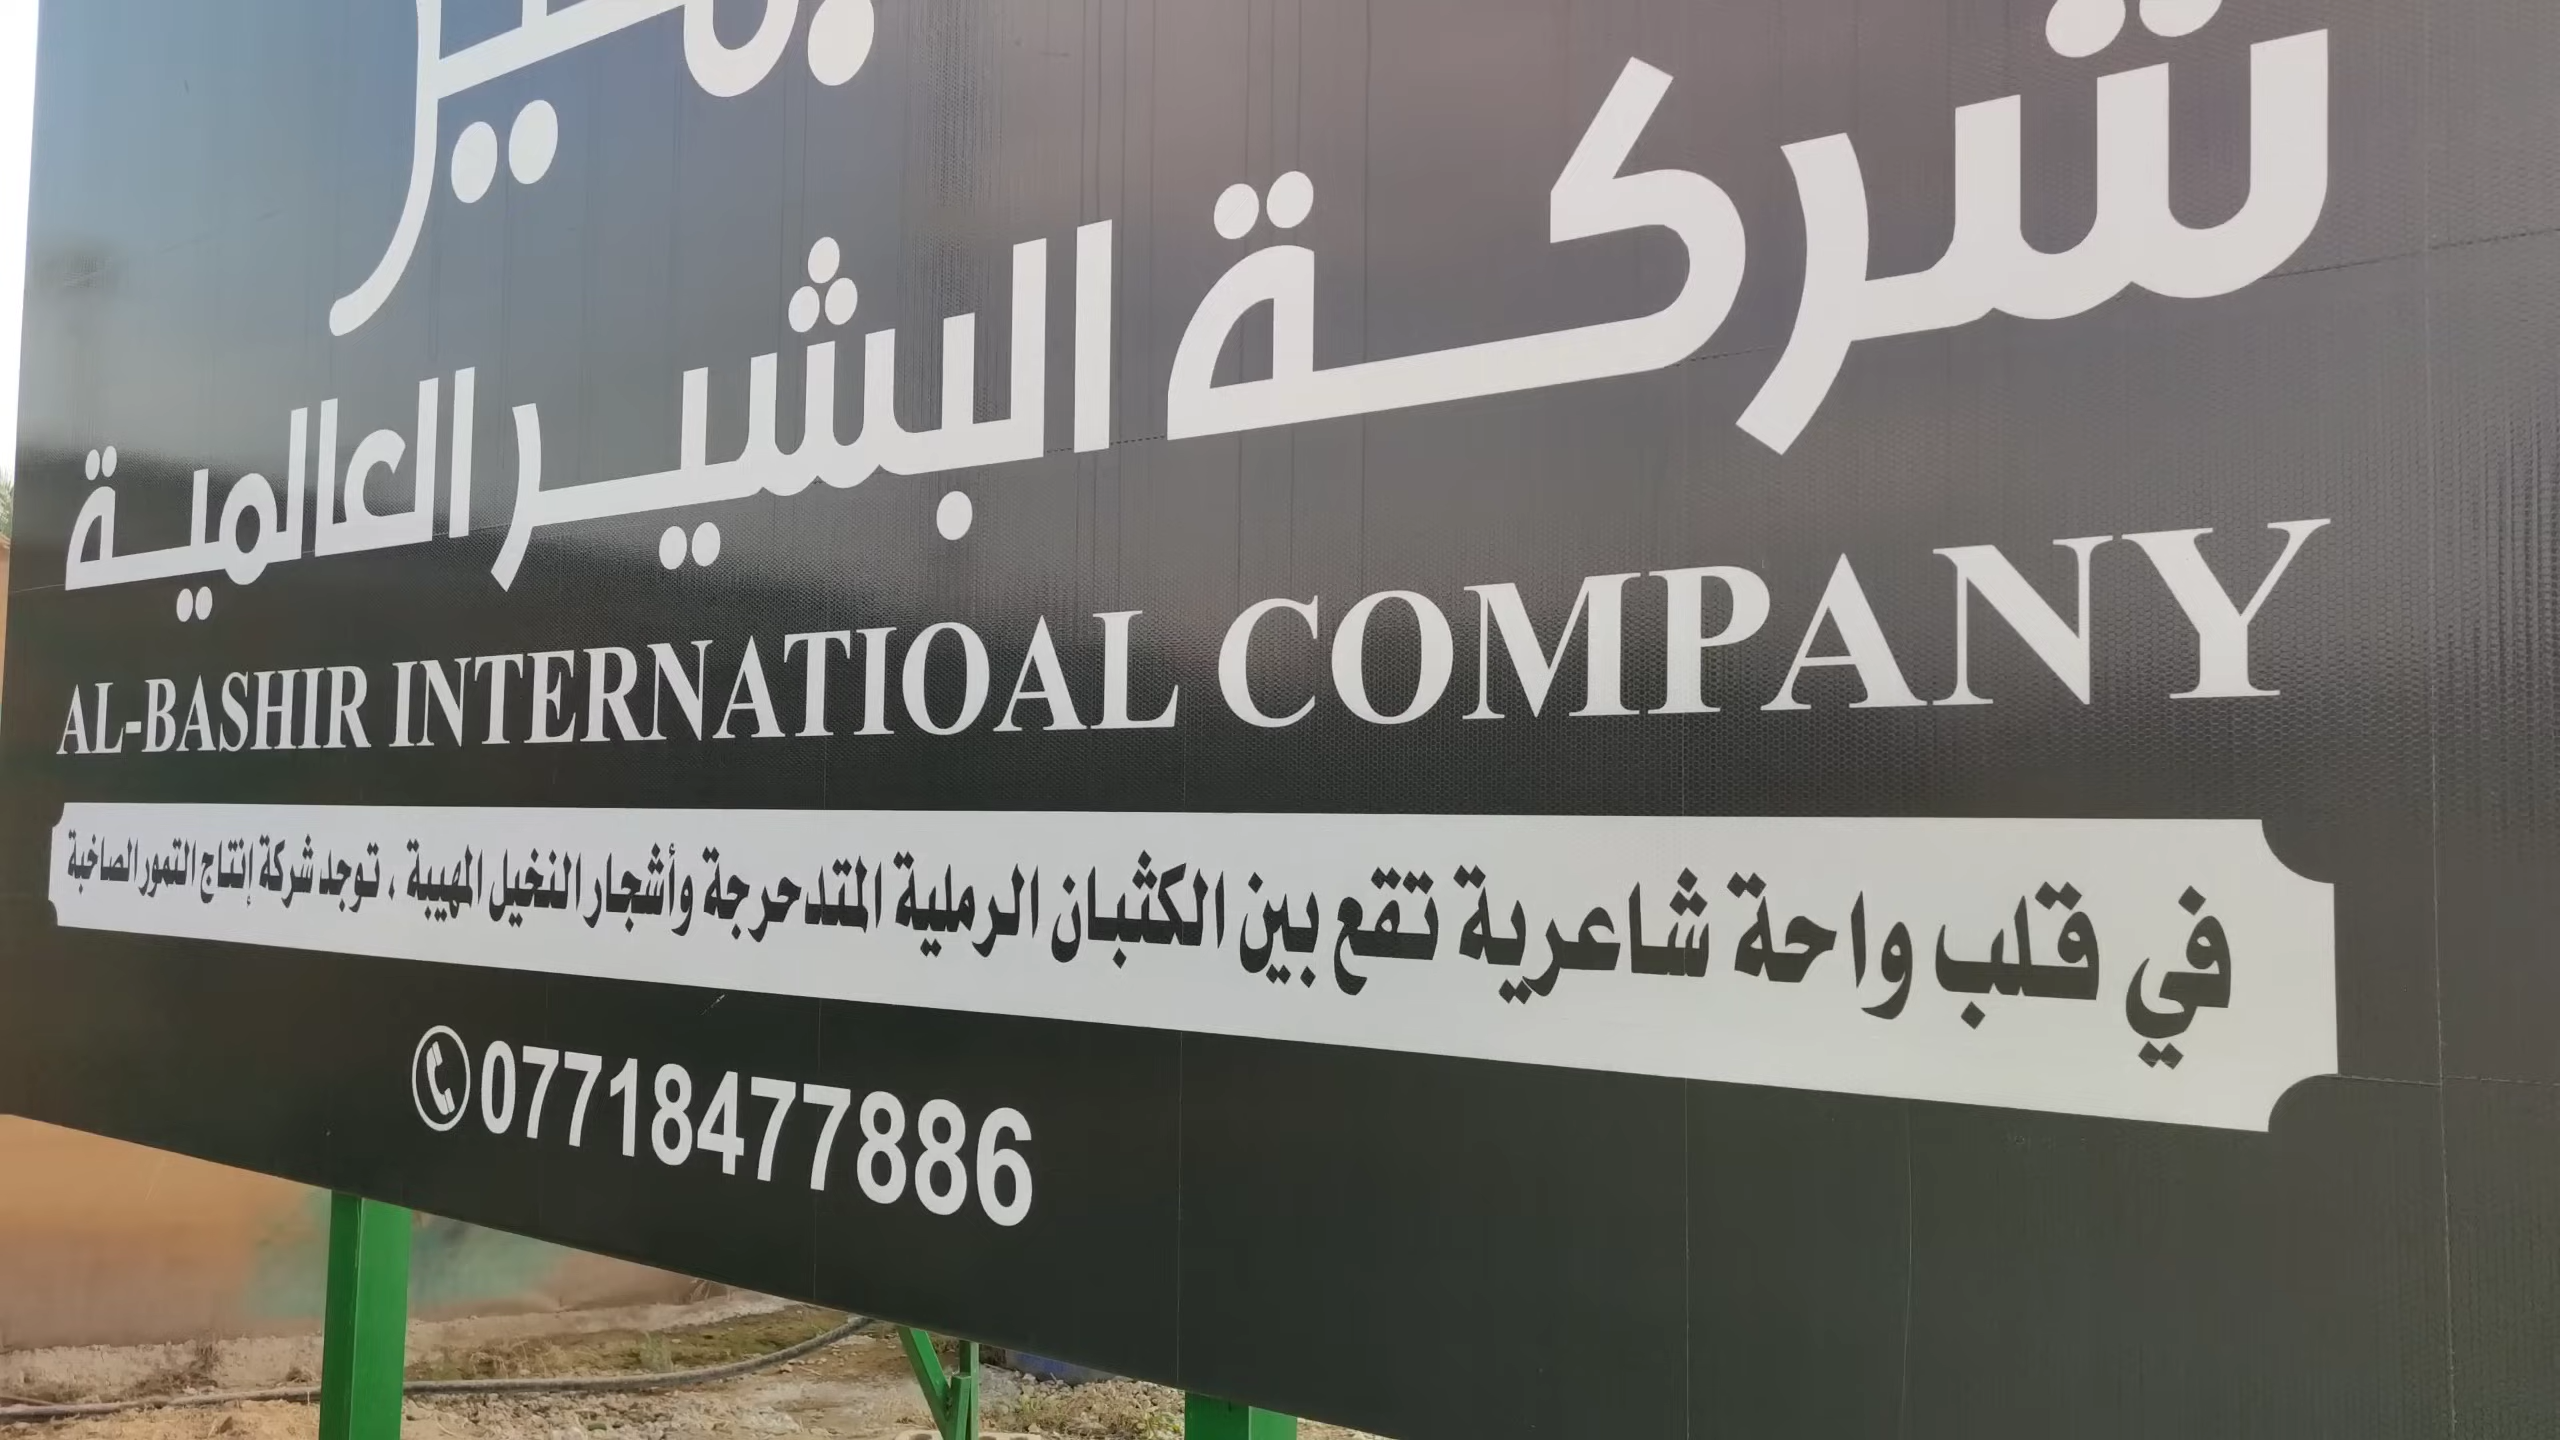 شركة البشير العالمية
AL-BASHIR INTERNATIOAL COMPANY
في قلب واحة شاعرية تقع بين الكثبان الرملية المتدحرجة وأشجار النخيل المهيبة ، توجد شركة إنتاج التمور الصاخبة
07718477886